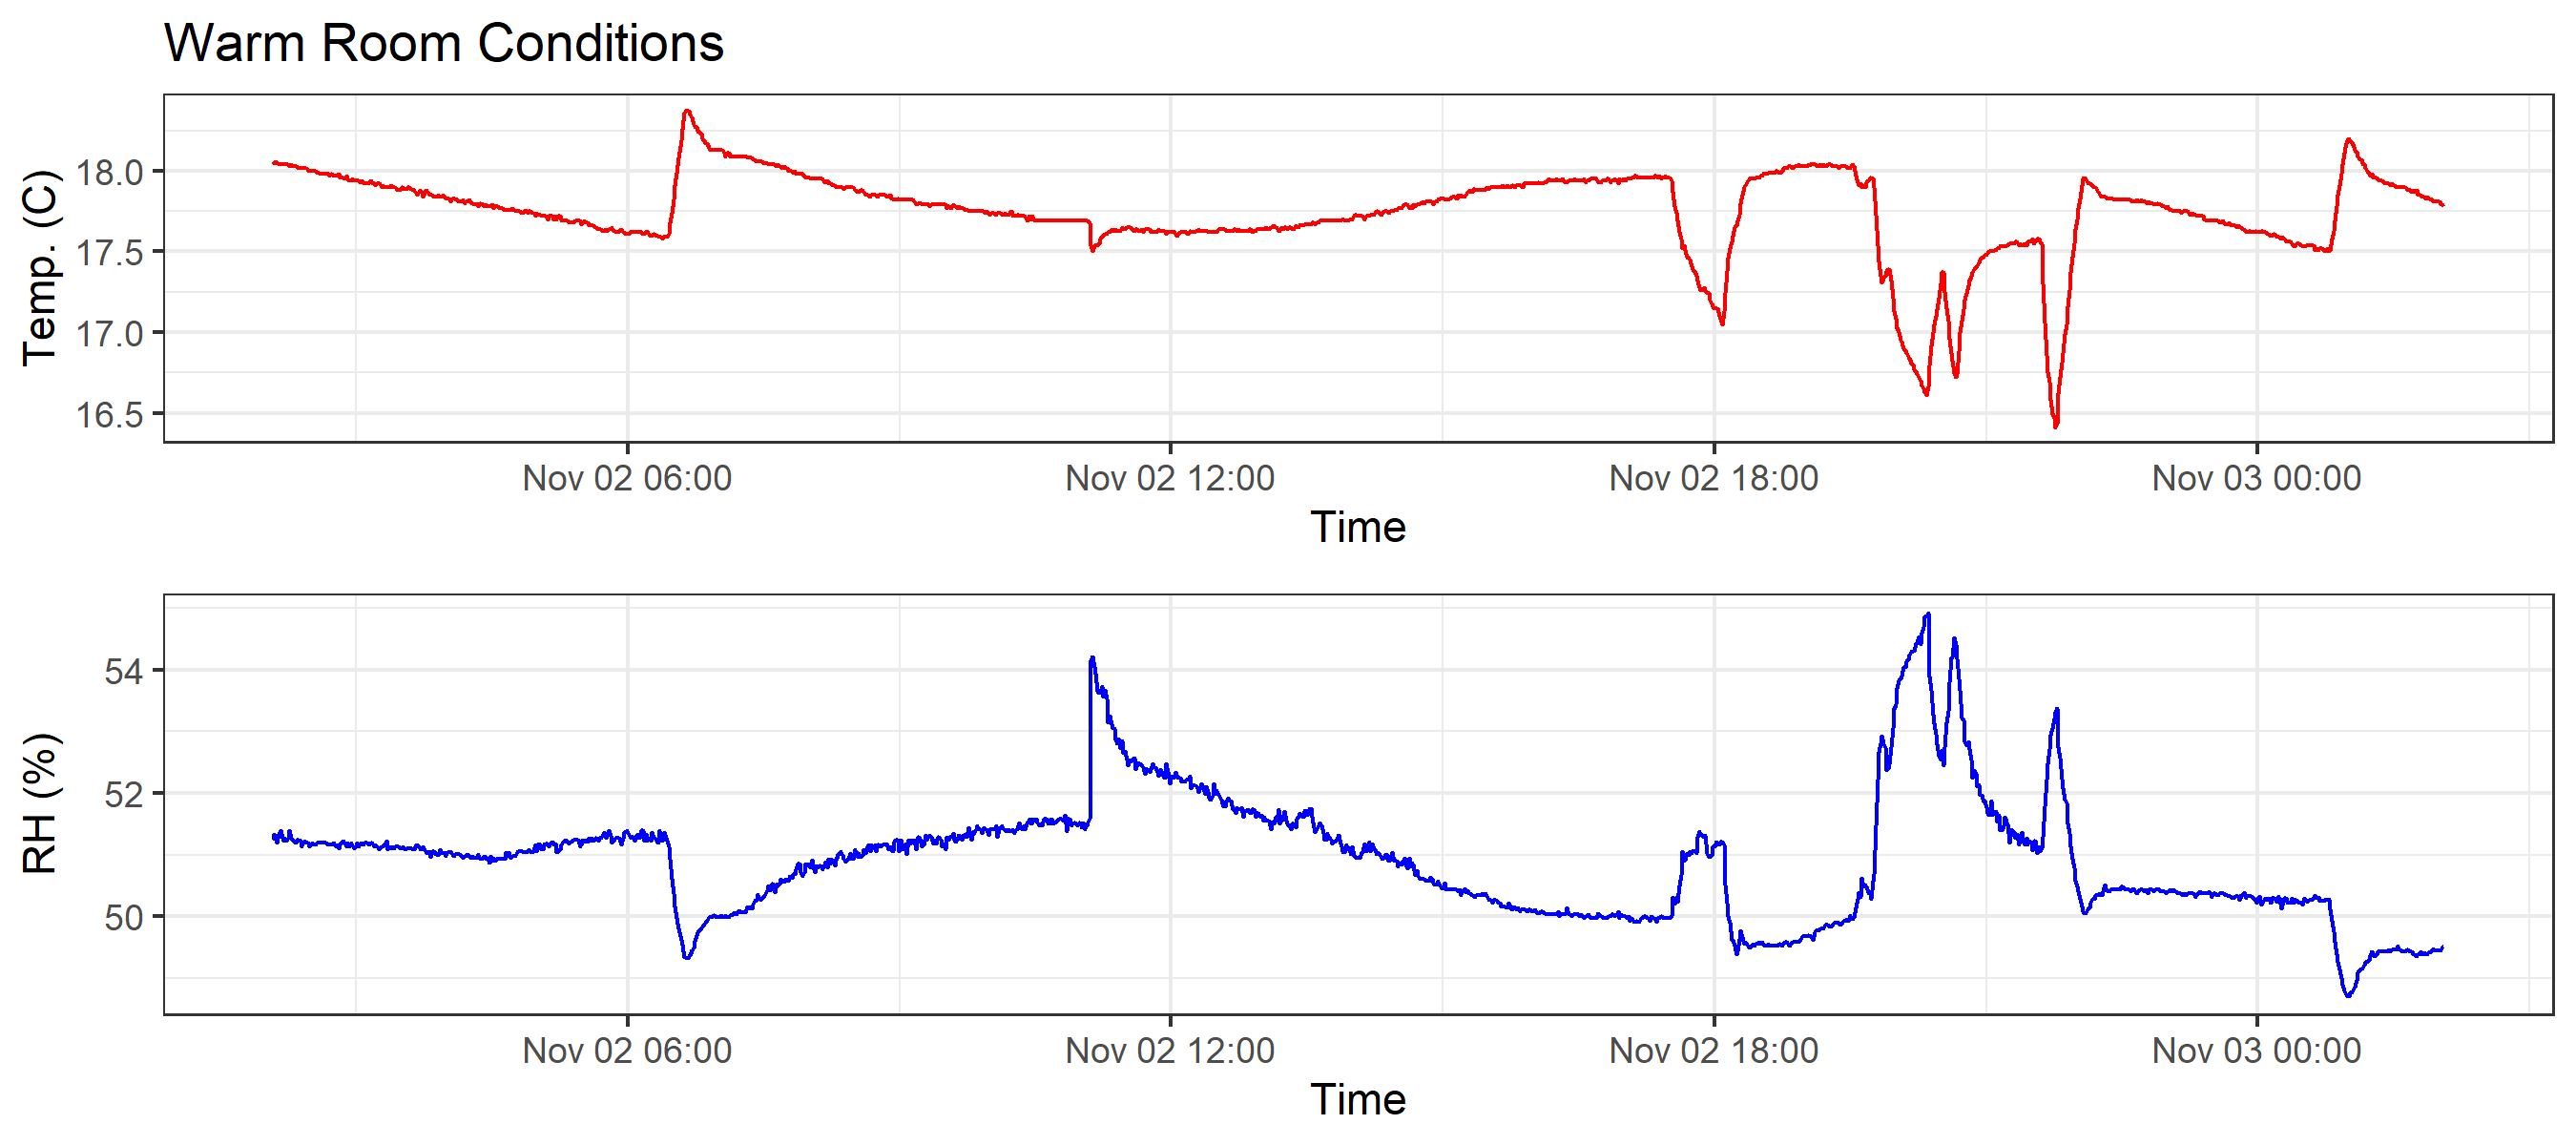 Warm Room Conditions
Temp. (C)
18.0
17.5
17.0
16.5
Nov 02 06:00 Nov 02 12:00 Nov 02 18:00 Nov 03 00:00
Time
RH (%)
54
52
50
Nov 02 06:00 Nov 02 12:00 Nov 02 18:00 Nov 03 00:00
Time